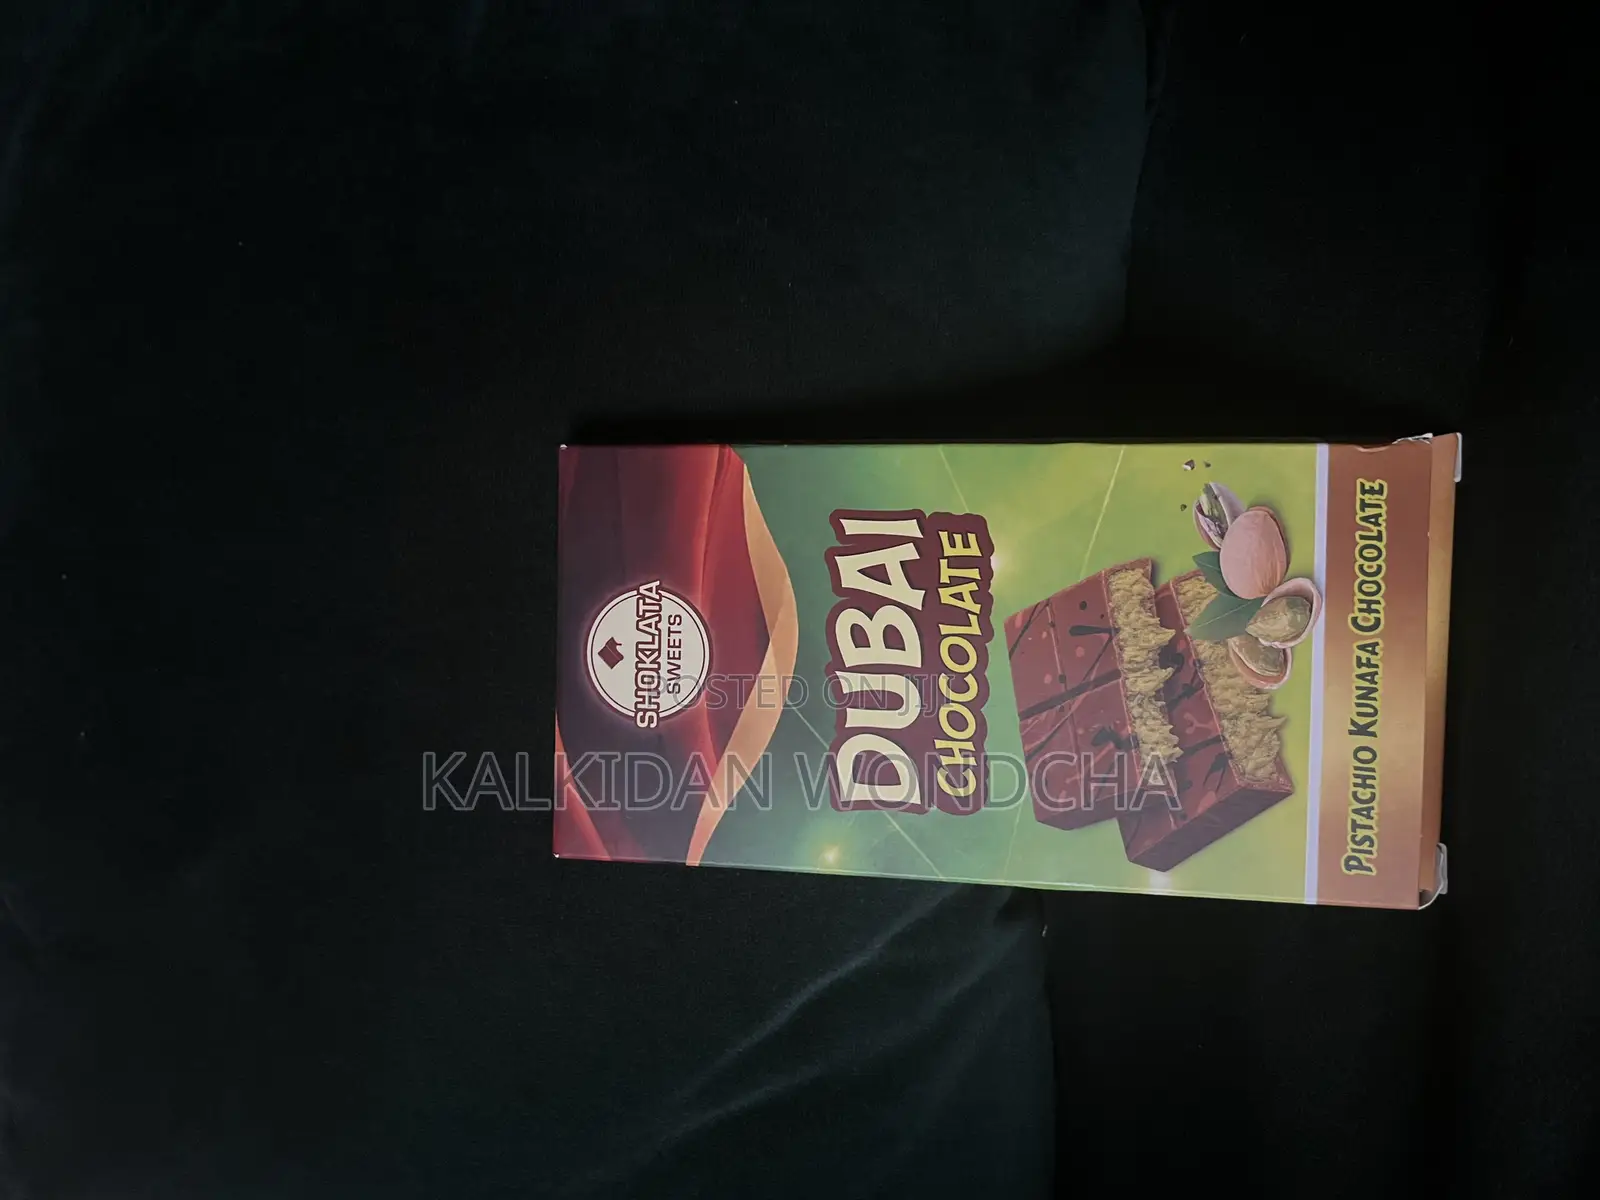 SHOKLATA
SWEETS
DUBAI
CHOCOLATE
PISTACHIO KUNAFA CHOCOLATE
POSTED ON JIJI
KALKIDAN WONDCHA